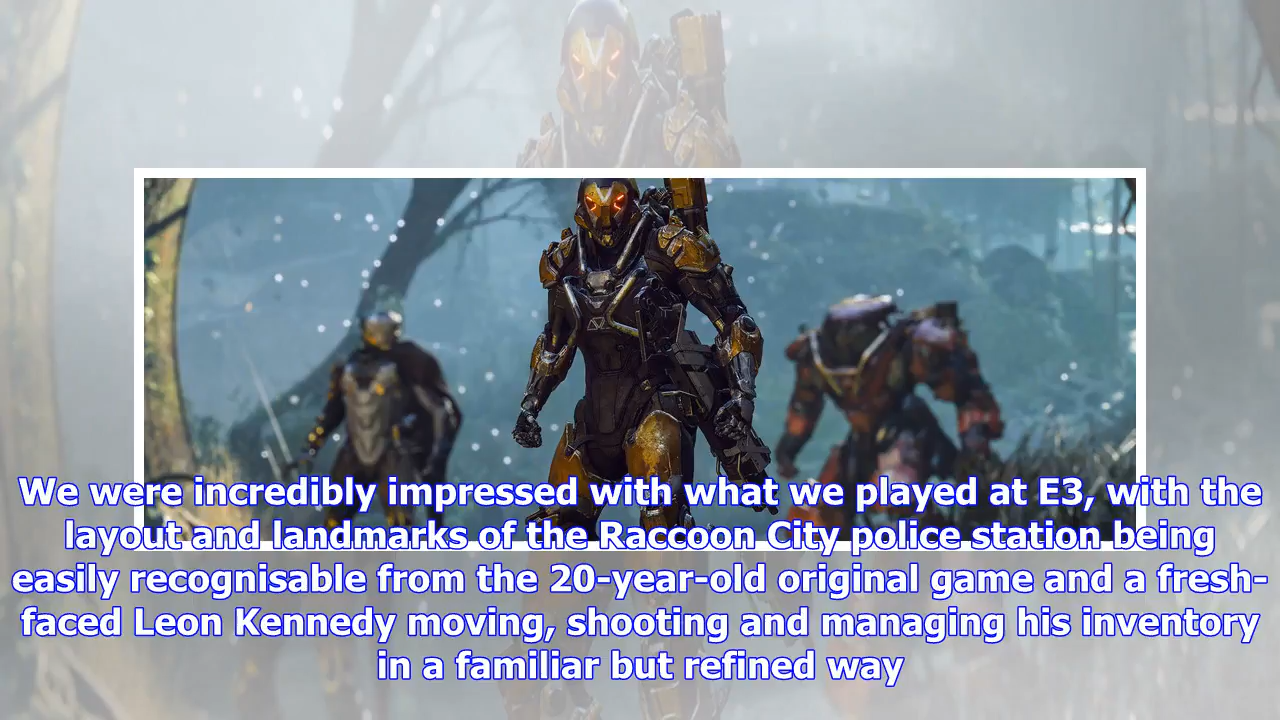 We were incredibly impressed with what we played at E3, with the
layout and landmarks of the Raccoon City police station being
easily recognisable from the 20-year-old original game and a fresh-
faced Leon Kennedy moving, shooting and managing his inventory
in a familiar but refined way